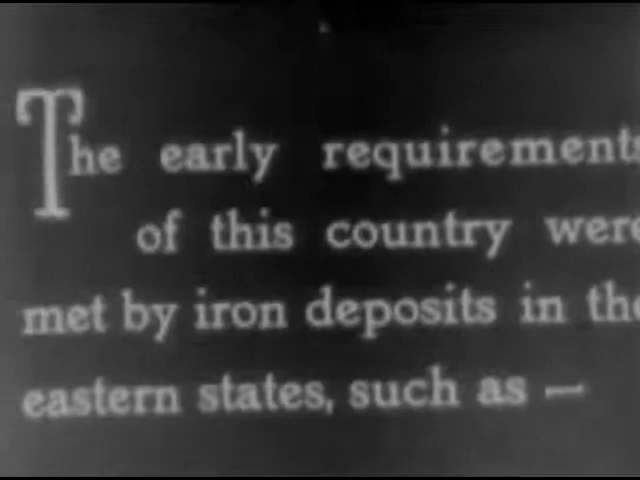 The early requirements
of this country were
met by iron deposits in the
eastern states, such as —